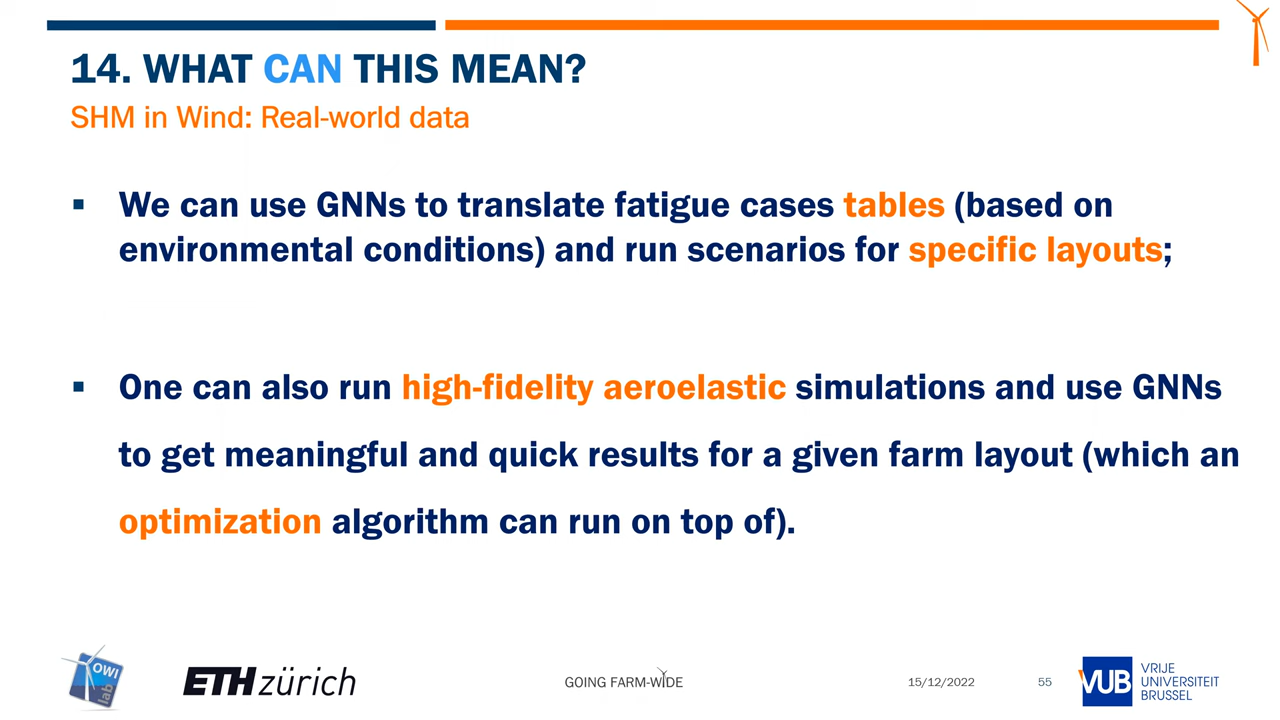 14. WHAT CAN THIS MEAN?
SHM in Wind: Real-world data
▪ We can use GNNs to translate fatigue cases tables (based on
environmental conditions) and run scenarios for specific layouts;
▪ One can also run high-fidelity aeroelastic simulations and use GNNs
to get meaningful and quick results for a given farm layout (which an
optimization algorithm can run on top of).
OWI
lab
ETH zürich
GOING FARM-WIDE
15/12/2022
55
VUB
VRIJE
UNIVERSITEIT
BRUSSEL